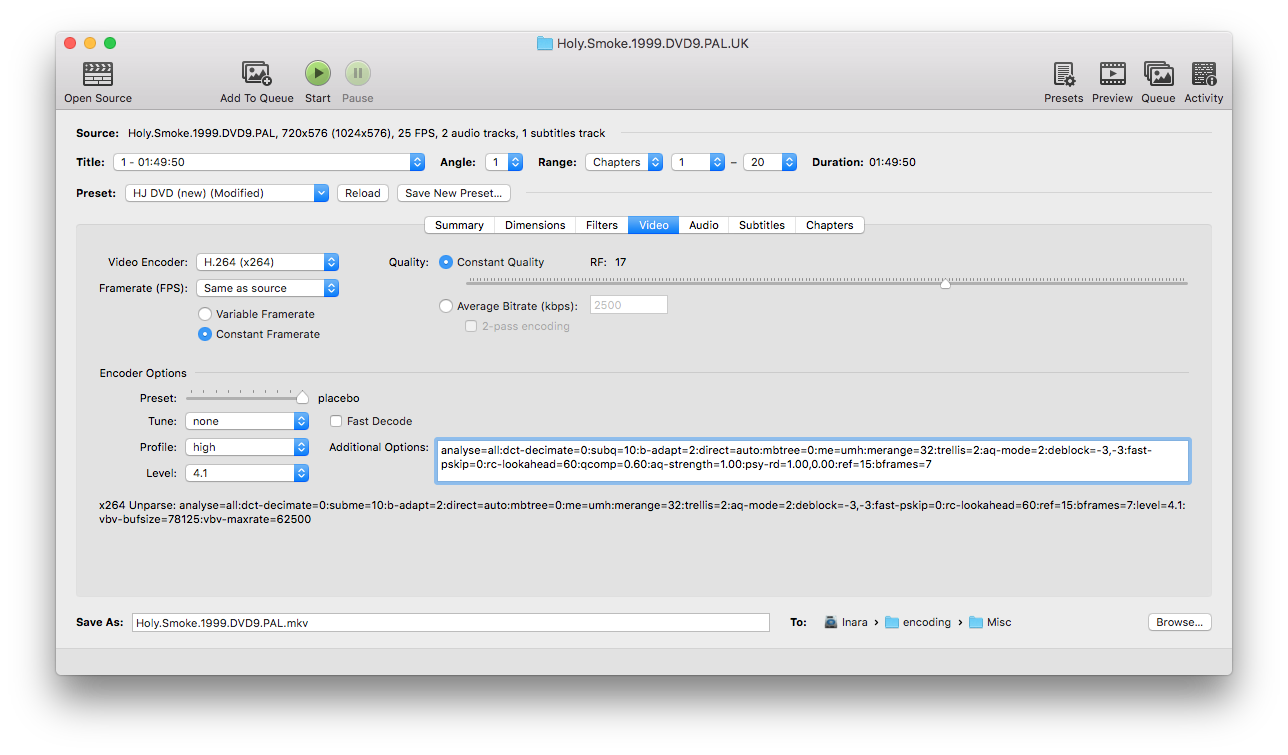 Holy.Smoke.1999.DVD9.PAL.UK
Open Source Add To Queue Start Pause Presets Preview Queue Activity
Source: Holy.Smoke.1999.DVD9.PAL, 720x576 (1024x576), 25 FPS, 2 audio tracks, 1 subtitles track
Title: 1 - 01:49:50 Angle: 1 Range: Chapters 1 – 20 Duration: 01:49:50
Preset: HJ DVD (new) (Modified) Reload Save New Preset...
Summary Dimensions Filters Video Audio Subtitles Chapters
Video Encoder: H.264 (x264) Quality: Constant Quality RF: 17
Framerate (FPS): Same as source
Average Bitrate (kbps): 2500
Variable Framerate
2-pass encoding
Constant Framerate
Encoder Options
Preset: placebo
Tune: none Fast Decode
Profile: high Additional Options: analyse=all:dct-decimate=0:subq=10:b-adapt=2:direct=auto:mbtree=0:me=umh:merange=32:trellis=2:aq-mode=2:deblock=-3,-3:fast-
pskip=0:rc-lookahead=60:qcomp=0.60:aq-strength=1.00:psy-rd=1.00,0.00:ref=15:bframes=7
Level: 4.1
x264 Unparse: analyse=all:dct-decimate=0:subme=10:b-adapt=2:direct=auto:mbtree=0:me=umh:merange=32:trellis=2:aq-mode=2:deblock=-3,-3:fast-pskip=0:rc-lookahead=60:ref=15:bframes=7:level=4.1:
vbv-bufsize=78125:vbv-maxrate=62500
Save As: Holy.Smoke.1999.DVD9.PAL.mkv To: Inara › encoding › Misc Browse...